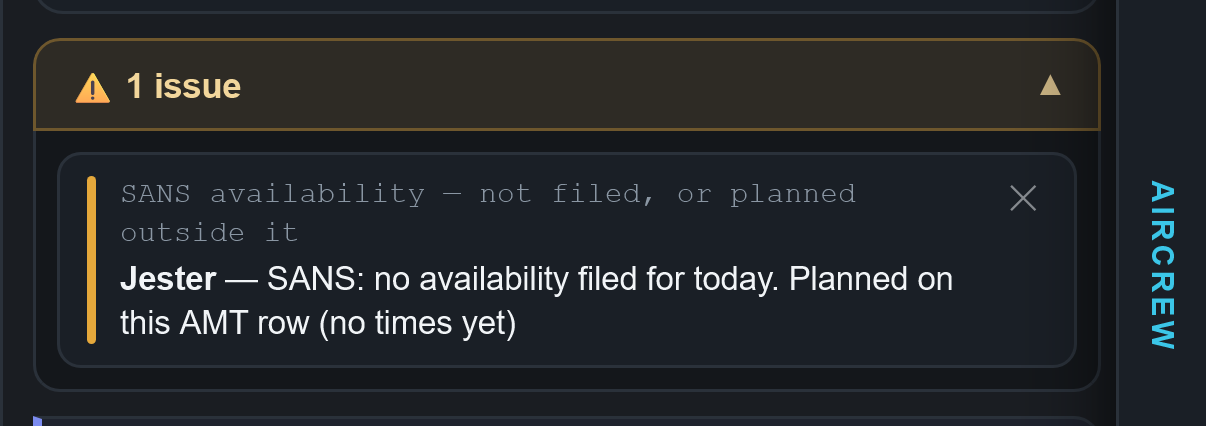 ⚠️ 1 issue ▲
SANS availability — not filed, or planned
outside it
Jester — SANS: no availability filed for today. Planned on
this AMT row (no times yet)
AIRCREW